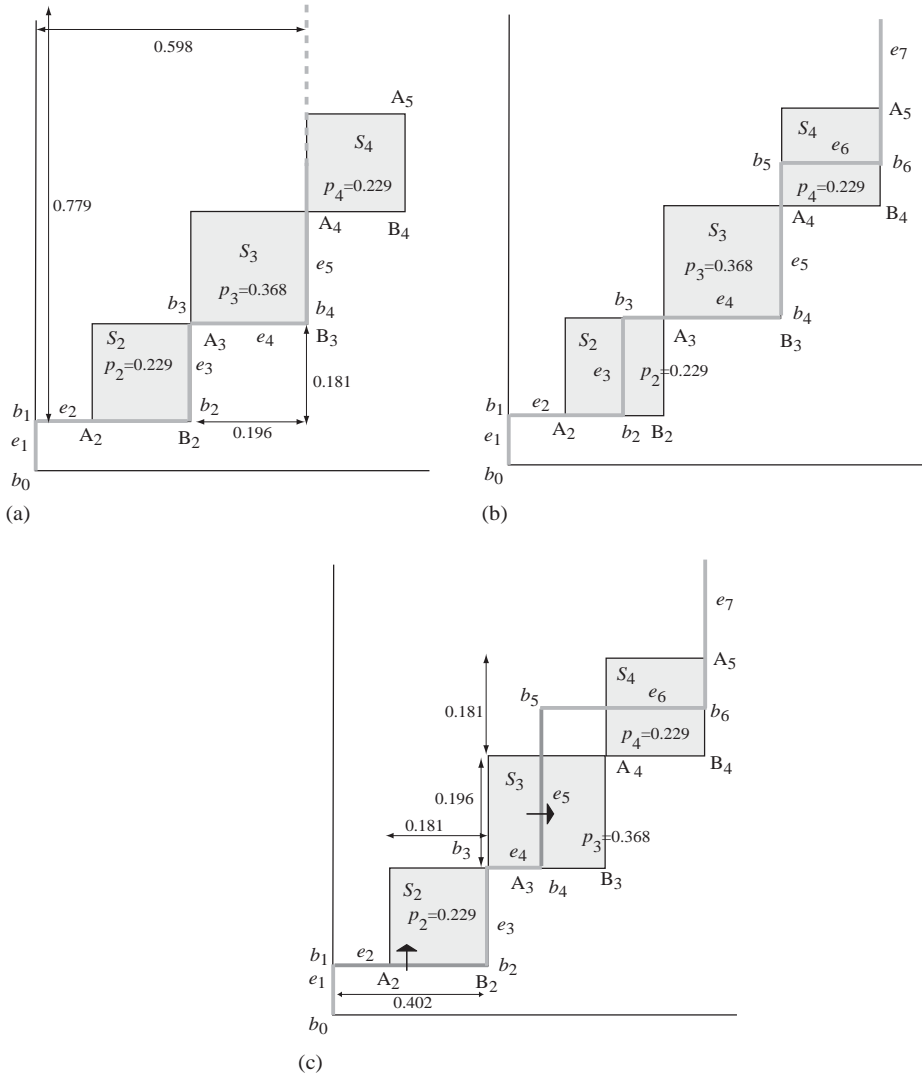 0.598
A5
S4
p4=0.229
0.779
A4
B4
S3
p3=0.368
e5
b3
b4
S2
A3
e4
B3
p2=0.229
e3
0.181
b1
e2
b2
A2
B2
0.196
e1
b0
(a)
e7
A5
S4
e6
b5
b6
p4=0.229
A4
B4
S3
p3=0.368
e5
b3
e4
b4
S2
A3
B3
e3
p2=0.229
b1
e2
A2
b2
B2
e1
b0
(b)
e7
A5
S4
e6
b5
b6
0.181
p4=0.229
S3
A4
B4
0.196
e5
0.181
p3=0.368
b3
e4
A3
b4
B3
S2
p2=0.229
e3
b1
e2
b2
e1
A2
B2
0.402
b0
(c)